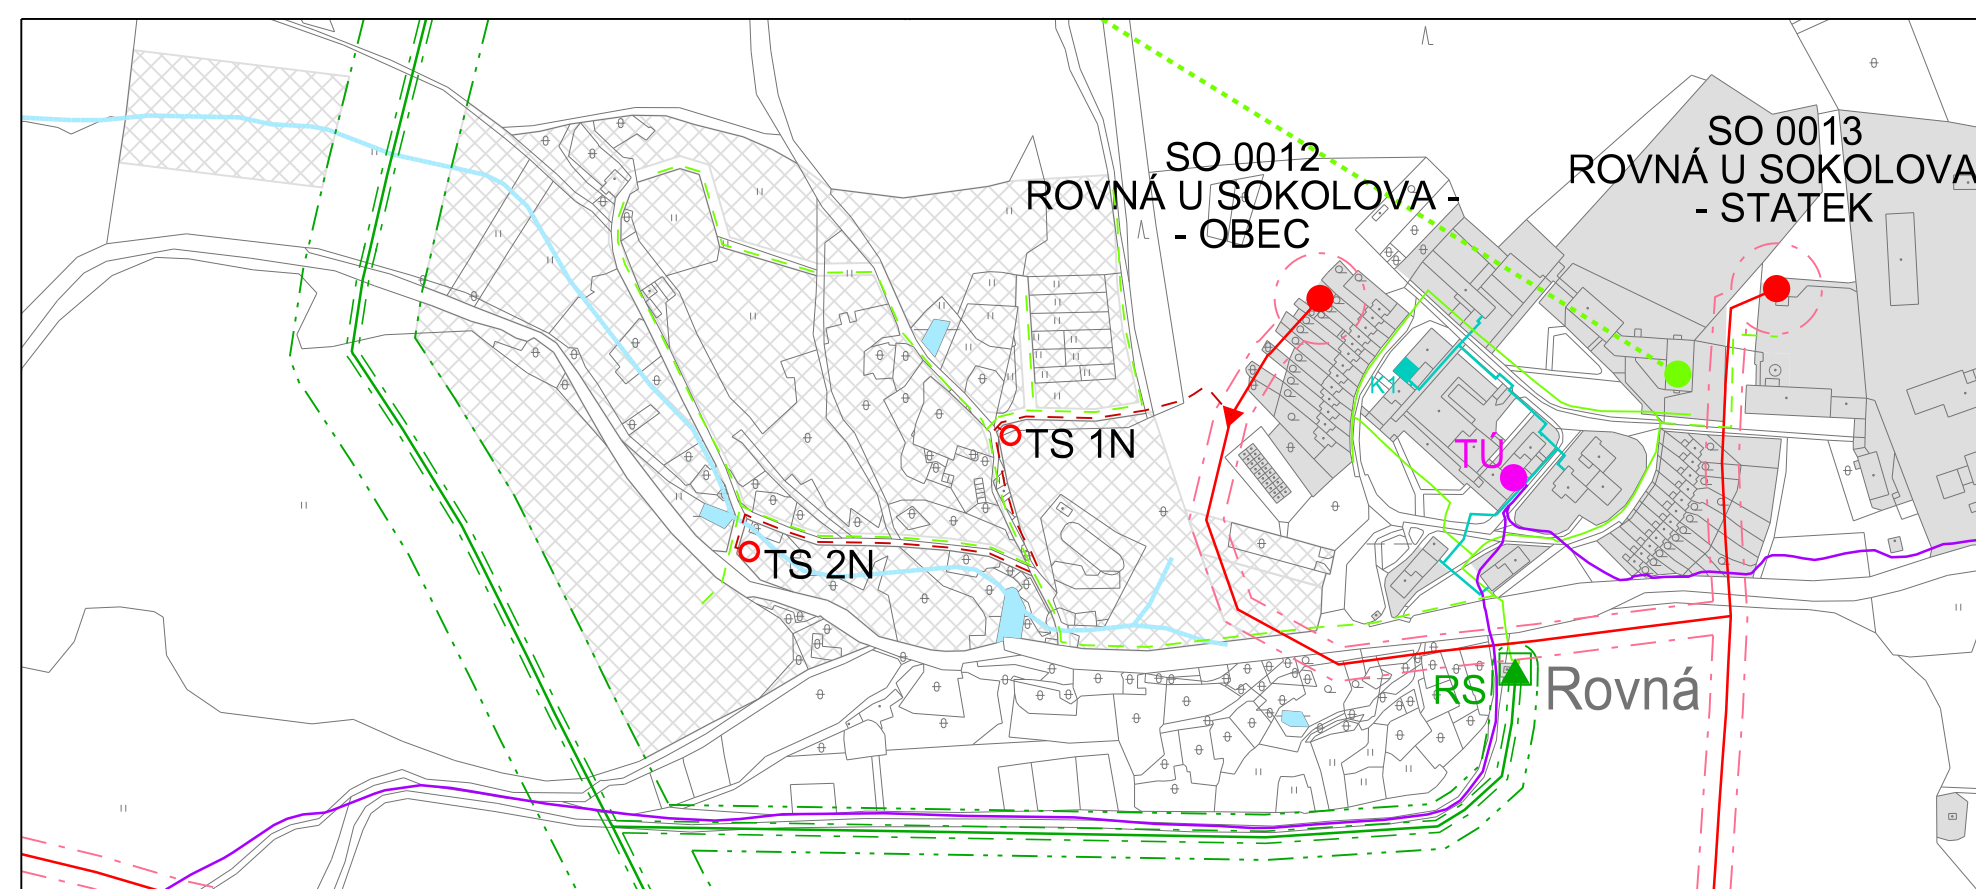 SO 0012
ROVNÁ U SOKOLOVA -
- OBEC
SO 0013
ROVNÁ U SOKOLOVA
- STATEK
K1
TS 1N
TÚ
TS 2N
RS
Rovná